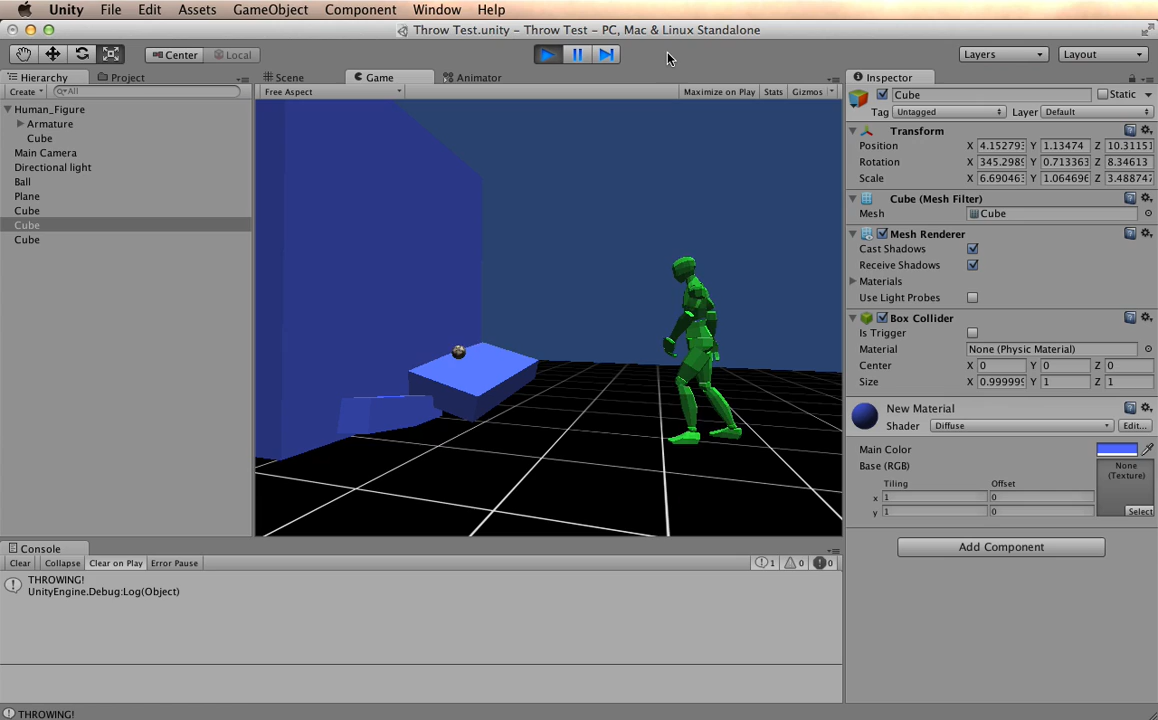 Unity File Edit Assets GameObject Component Window Help
Throw Test.unity - Throw Test - PC, Mac & Linux Standalone
Center Local Layers Layout
Hierarchy Project Scene Game Animator Inspector
Create All
Free Aspect Maximize on Play Stats Gizmos
Human_Figure
Armature
Cube
Main Camera
Directional light
Ball
Plane
Cube
Cube
Cube
Cube Static
Tag Untagged Layer Default
Transform
Position X 4.152793 Y 1.13474 Z 10.31151
Rotation X 345.2989 Y 0.713363 Z 8.34613
Scale X 6.69046 Y 1.064696 Z 3.488747
Cube (Mesh Filter)
Mesh Cube
Mesh Renderer
Cast Shadows
Receive Shadows
Materials
Use Light Probes
Box Collider
Is Trigger
Material None (Physic Material)
Center X 0 Y 0 Z 0
Size X 0.999999 Y 1 Z 1
New Material
Shader Diffuse Edit...
Main Color
Base (RGB)
None
(Texture)
Tiling Offset
x 1 0
y 1 0
Select
Add Component
Console
Clear Collapse Clear on Play Error Pause 1 0 0
THROWING!
UnityEngine.Debug:Log(Object)
THROWING!